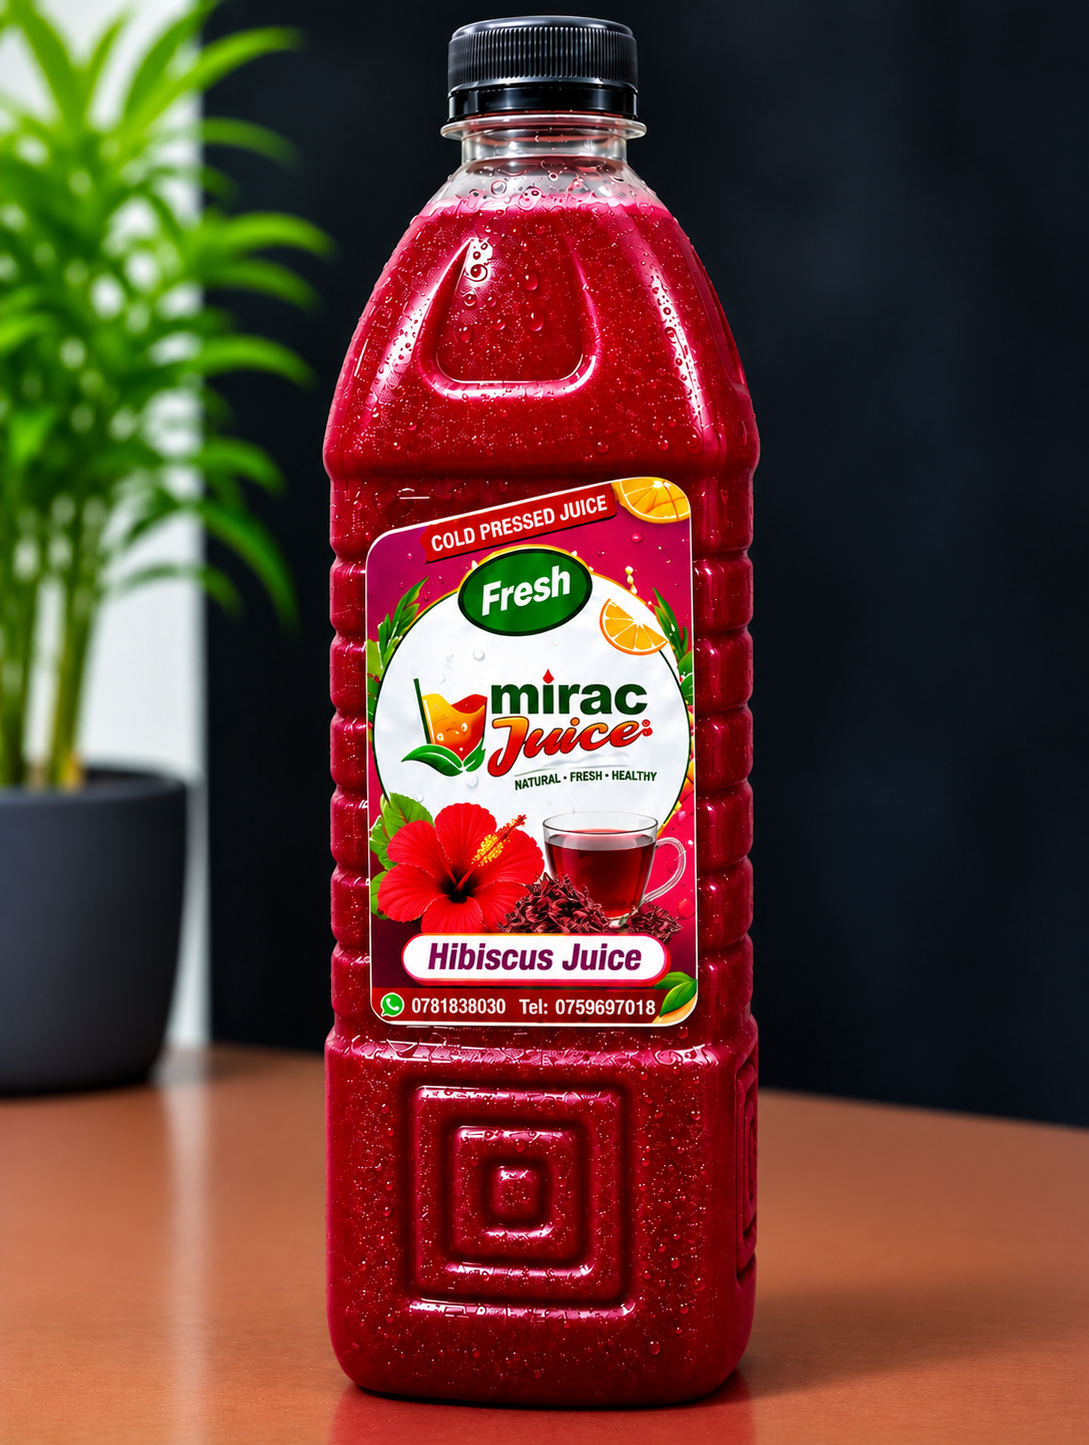 COLD PRESSED JUICE
Fresh
mirac
Juice
NATURAL • FRESH • HEALTHY
Hibiscus Juice
0781838030 Tel: 0759697018